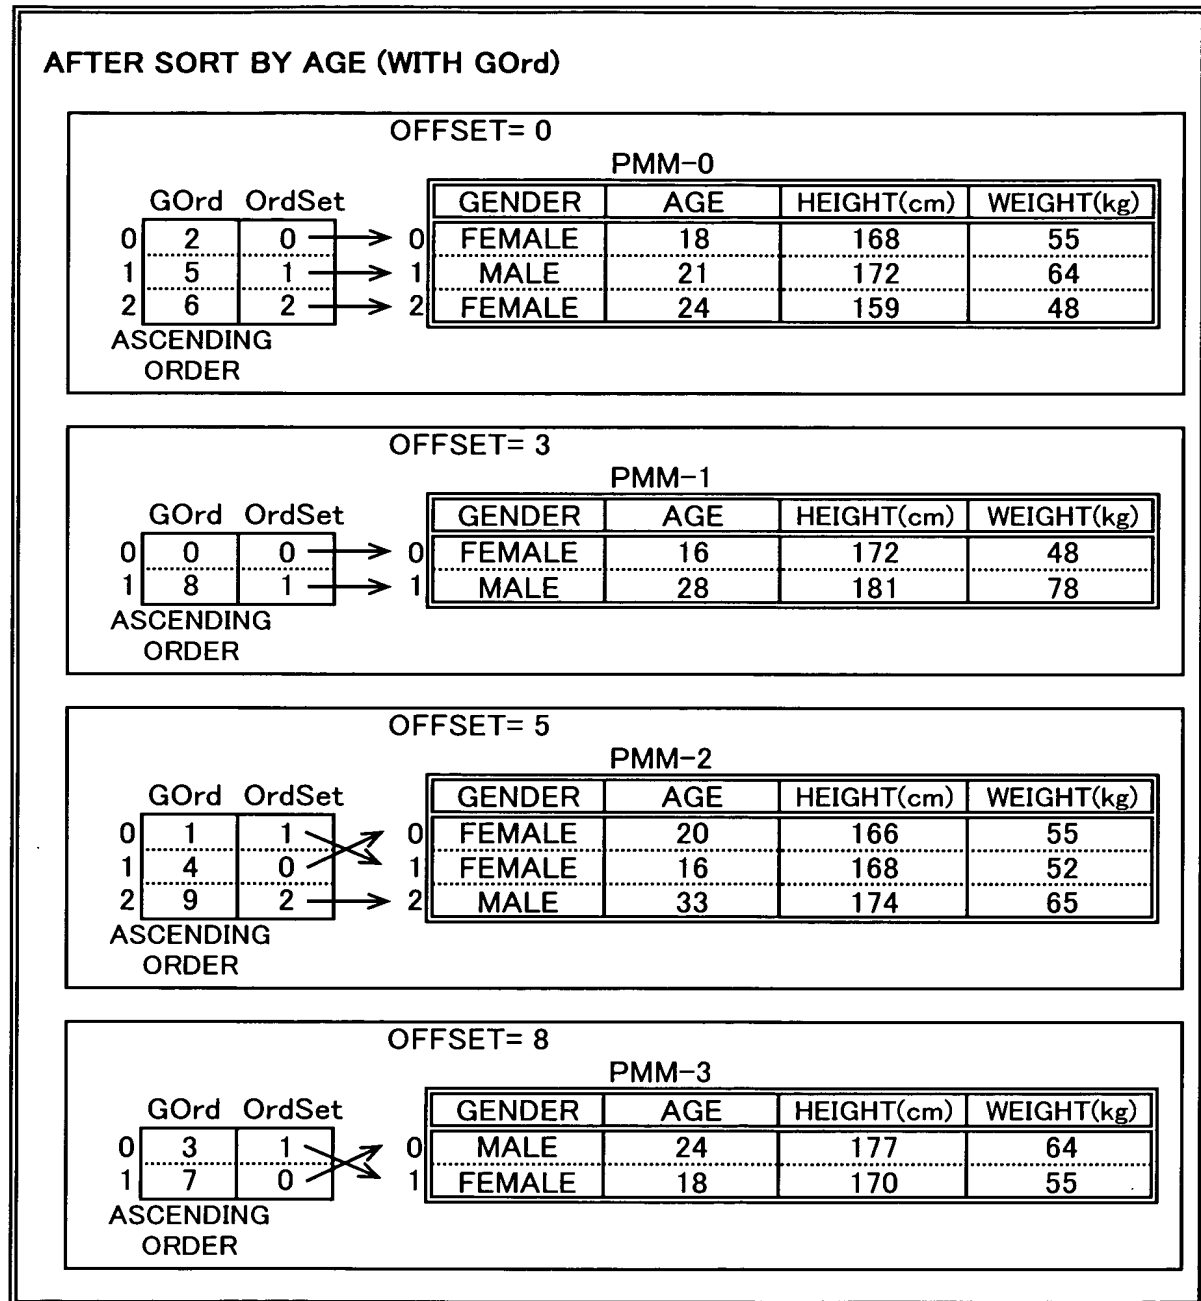 AFTER SORT BY AGE (WITH GOrd)
OFFSET= 0
PMM-0
GOrd OrdSet GENDER AGE HEIGHT(cm) WEIGHT(kg)
0 2 0 0 FEMALE 18 168 55
1 5 1 1 MALE 21 172 64
2 6 2 2 FEMALE 24 159 48
ASCENDING
ORDER
OFFSET= 3
PMM-1
GOrd OrdSet GENDER AGE HEIGHT(cm) WEIGHT(kg)
0 0 0 0 FEMALE 16 172 48
1 8 1 1 MALE 28 181 78
ASCENDING
ORDER
OFFSET= 5
PMM-2
GOrd OrdSet GENDER AGE HEIGHT(cm) WEIGHT(kg)
0 1 1 0 FEMALE 20 166 55
1 4 0 1 FEMALE 16 168 52
2 9 2 2 MALE 33 174 65
ASCENDING
ORDER
OFFSET= 8
PMM-3
GOrd OrdSet GENDER AGE HEIGHT(cm) WEIGHT(kg)
0 3 1 0 MALE 24 177 64
1 7 0 1 FEMALE 18 170 55
ASCENDING
ORDER